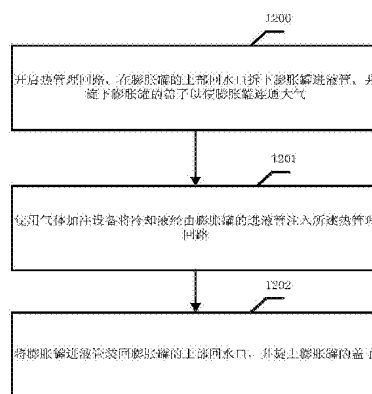 1200
开启热管理回路、在膨胀罐的上部回水口拆下膨胀罐进液管、并
旋下膨胀罐的盖子以使膨胀罐连通大气
1201
使用气体加注设备将冷却液经由膨胀罐的进液管注入所述热管理
回路
1202
将膨胀罐进液管装回膨胀罐的上部回水口，并旋上膨胀罐的盖子